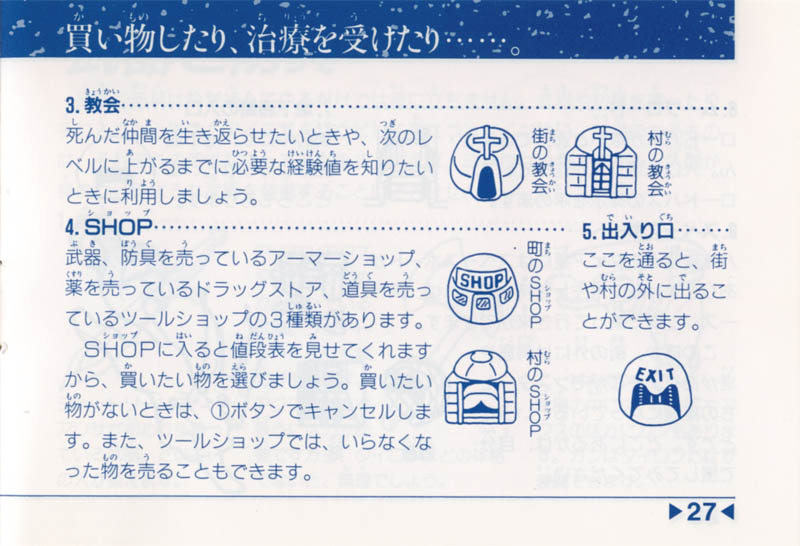 買い物したり、治療を受けたり……。
3. 教会
死んだ仲間を生き返らせたいときや、次のレ
ベルに上がるまでに必要な経験値を知りたい
ときに利用しましょう。
街の教会
村の教会
4. SHOP
武器、防具を売っているアーマーショップ、
薬を売っているドラッグストア、道具を売っ
ているツールショップの3種類があります。
SHOPに入ると値段表を見せてくれます
から、買いたい物を選びましょう。買いたい
物がないときは、①ボタンでキャンセルしま
す。また、ツールショップでは、いらなくな
った物を売ることもできます。
SHOP
町のSHOP
村のSHOP
5. 出入り口
ここを通ると、街
や村の外に出るこ
とができます。
EXIT
27